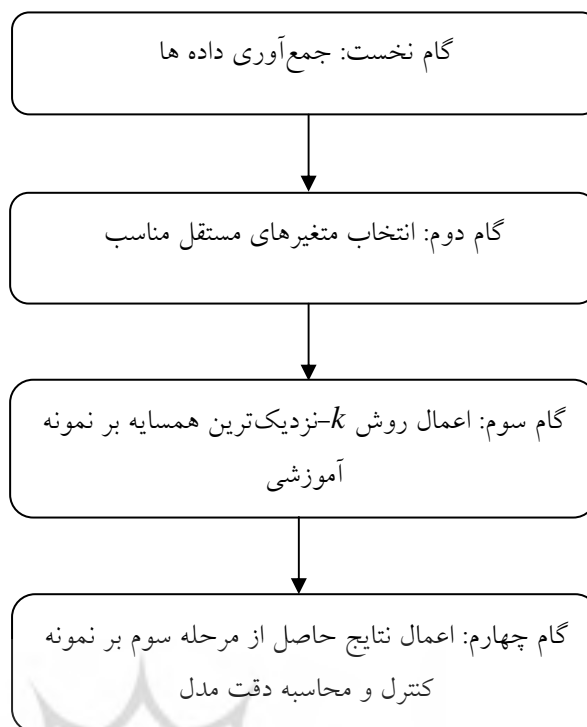 گام نخست: جمع‌آوری داده ها
گام دوم: انتخاب متغیرهای مستقل مناسب
گام سوم: اعمال روش k-نزدیک‌ترین همسایه بر نمونه
آموزشی
گام چهارم: اعمال نتایج حاصل از مرحله سوم بر نمونه
کنترل و محاسبه دقت مدل